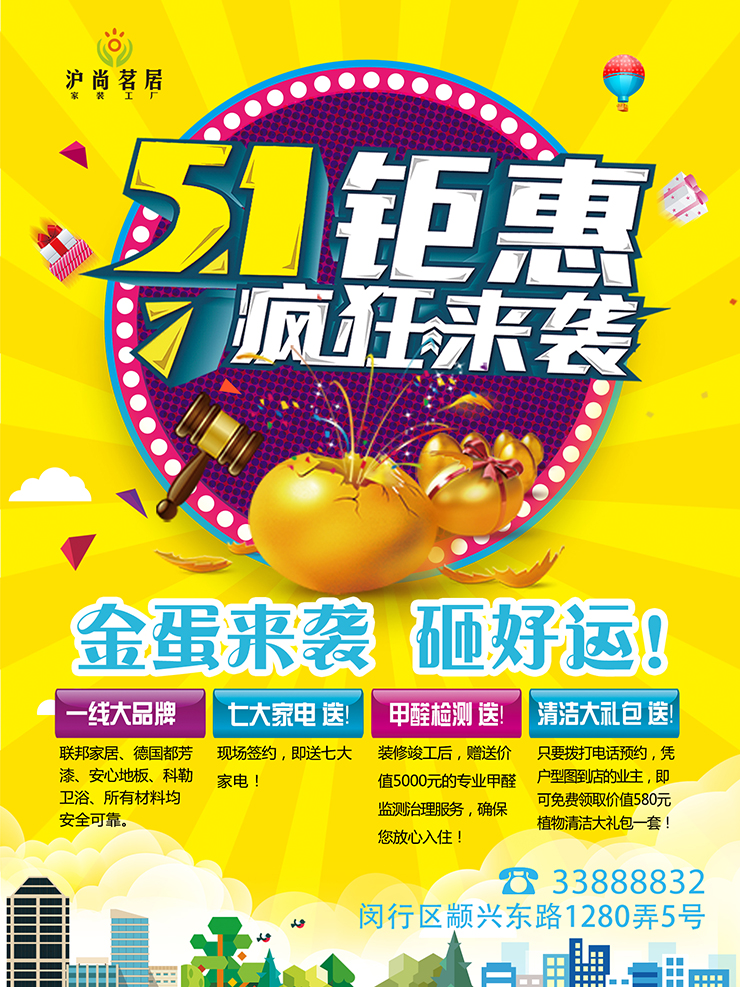 沪尚茗居
家装工厂
51钜惠
疯狂来袭
金蛋来袭 砸好运!
一线大品牌
联邦家居、德国都芳
漆、安心地板、科勒
卫浴、所有材料均
安全可靠。
七大家电 送!
现场签约，即送七大
家电！
甲醛检测 送!
装修竣工后，赠送价
值5000元的专业甲醛
监测治理服务，确保
您放心入住！
清洁大礼包 送!
只要拨打电话预约，凭
户型图到店的业主，即
可免费领取价值580元
植物清洁大礼包一套！
33888832
闵行区颛兴东路1280弄5号